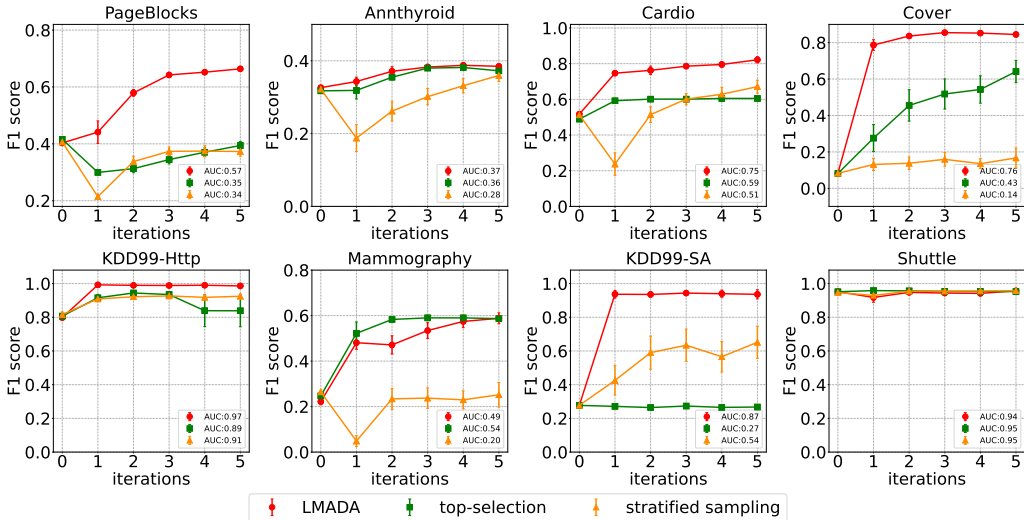 PageBlocks
F1 score
0.8
0.6
0.4
0.2
AUC:0.57
AUC:0.35
AUC:0.34
0 1 2 3 4 5
iterations
Annthyroid
F1 score
0.4
0.2
0.0
AUC:0.37
AUC:0.36
AUC:0.28
0 1 2 3 4 5
iterations
Cardio
F1 score
1.0
0.8
0.6
0.4
0.2
0.0
AUC:0.75
AUC:0.59
AUC:0.51
0 1 2 3 4 5
iterations
Cover
F1 score
0.8
0.6
0.4
0.2
0.0
AUC:0.76
AUC:0.43
AUC:0.14
0 1 2 3 4 5
iterations
KDD99-Http
F1 score
1.0
0.8
0.6
0.4
0.2
0.0
AUC:0.97
AUC:0.89
AUC:0.91
0 1 2 3 4 5
iterations
Mammography
F1 score
0.8
0.6
0.4
0.2
0.0
AUC:0.49
AUC:0.54
AUC:0.20
0 1 2 3 4 5
iterations
KDD99-SA
F1 score
1.0
0.8
0.6
0.4
0.2
0.0
AUC:0.87
AUC:0.27
AUC:0.54
0 1 2 3 4 5
iterations
Shuttle
F1 score
1.0
0.8
0.6
0.4
0.2
0.0
AUC:0.94
AUC:0.95
AUC:0.95
0 1 2 3 4 5
iterations
LMADA top-selection stratified sampling